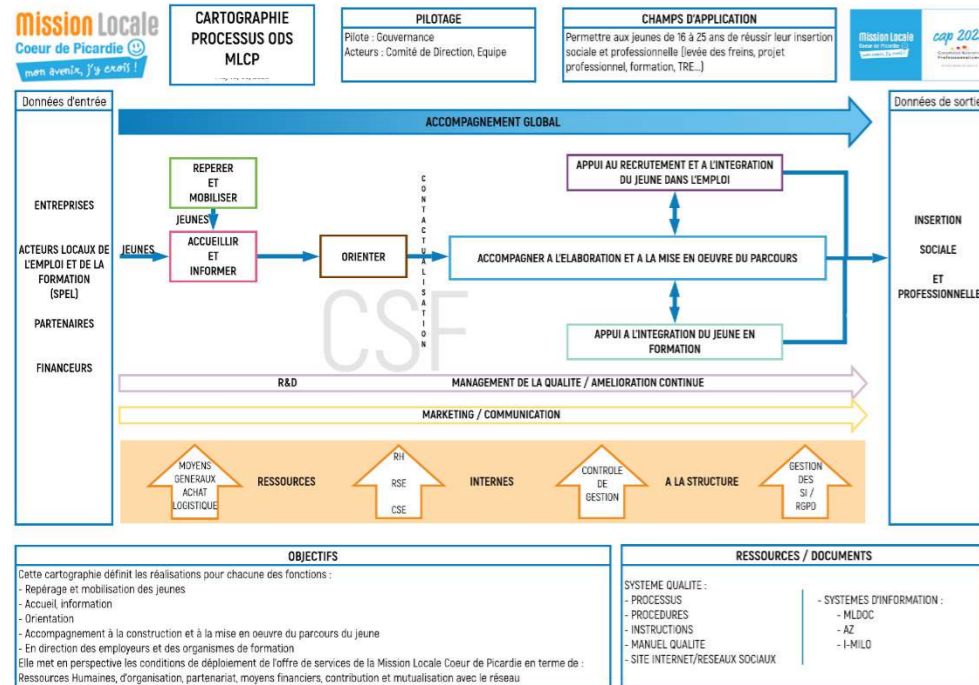 Mission Locale
Coeur de Picardie
mon avenir, j'y crois !
CARTOGRAPHIE
PROCESSUS ODS
MLCP
PILOTAGE
Pilote : Gouvernance
Acteurs : Comité de Direction, Equipe
CHAMPS D'APPLICATION
Permettre aux jeunes de 16 à 25 ans de réussir leur insertion
sociale et professionelle (levée des freins, projet
professionnel, formation, TRE...)
Mission Locale
Coeur de Picardie
cap 202
Données d'entrée
ENTREPRISES
ACTEURS LOCAUX DE
L'EMPLOI ET DE LA
FORMATION
(SPEL)
PARTENAIRES
FINANCEURS
ACCOMPAGNEMENT GLOBAL
REPERER
ET
MOBILISER
JEUNES
JEUNES
ACCUEILLIR
ET
INFORMER
ORIENTER
CONTACTUALISATION
APPUI AU RECRUTEMENT ET A L'INTEGRATION
DU JEUNE DANS L'EMPLOI
ACCOMPAGNER A L'ELABORATION ET A LA MISE EN OEUVRE DU PARCOURS
APPUI A L'INTEGRATION DU JEUNE EN
FORMATION
CSF
Données de sortie
INSERTION
SOCIALE
ET
PROFESSIONNELLE
R&D MANAGEMENT DE LA QUALITE / AMELIORATION CONTINUE
MARKETING / COMMUNICATION
MOYENS
GENERAUX
ACHAT
LOGISTIQUE
RESSOURCES
RH
RSE
CSE
INTERNES
CONTROLE
DE
GESTION
A LA STRUCTURE
GESTION
DES
SI /
RGPD
OBJECTIFS
Cette cartographie définit les réalisations pour chacune des fonctions :
- Repérage et mobilisation des jeunes
- Accueil, information
- Orientation
- Accompagnement à la construction et à la mise en oeuvre du parcours du jeune
- En direction des employeurs et des organismes de formation
Elle met en perspective les conditions de déploiement de l'offre de services de la Mission Locale Coeur de Picardie en terme de :
Ressources Humaines, d'organisation, partenariat, moyens financiers, contribution et mutualisation avec le réseau
RESSOURCES / DOCUMENTS
SYSTEME QUALITE :
- PROCESSUS
- PROCEDURES
- INSTRUCTIONS
- MANUEL QUALITE
- SITE INTERNET/RESEAUX SOCIAUX
- SYSTEMES D'INFORMATION :
- MLDOC
- AZ
- I-MILO